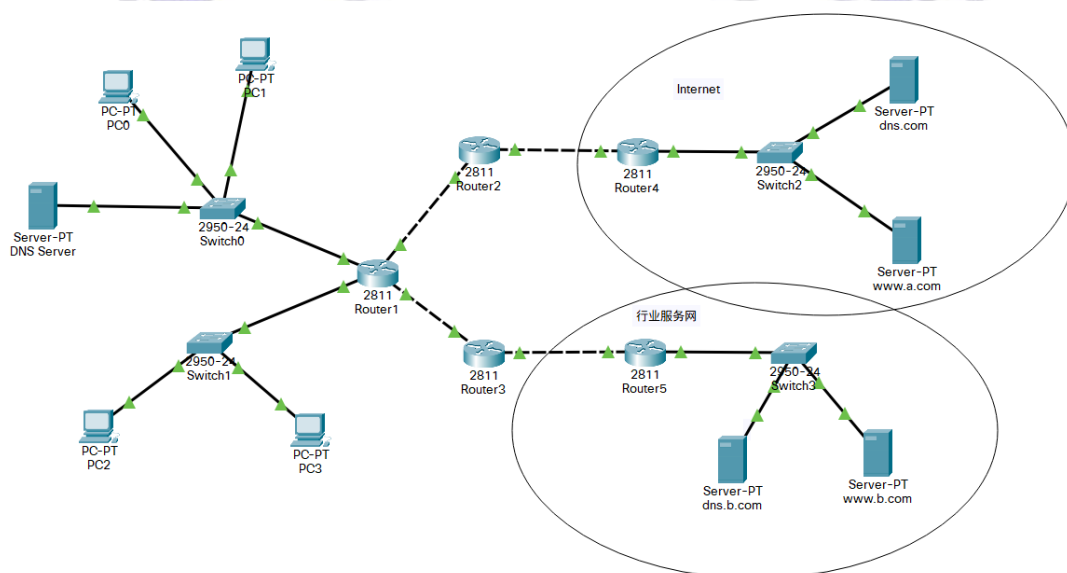 PC-PT
PC0
PC-PT
PC1
Server-PT
DNS Server
2950-24
Switch0
2811
Router1
2950-24
Switch1
PC-PT
PC2
PC-PT
PC3
2811
Router2
2811
Router3
Internet
2811
Router4
2950-24
Switch2
Server-PT
dns.com
Server-PT
www.a.com
行业服务网
2811
Router5
2950-24
Switch3
Server-PT
dns.b.com
Server-PT
www.b.com